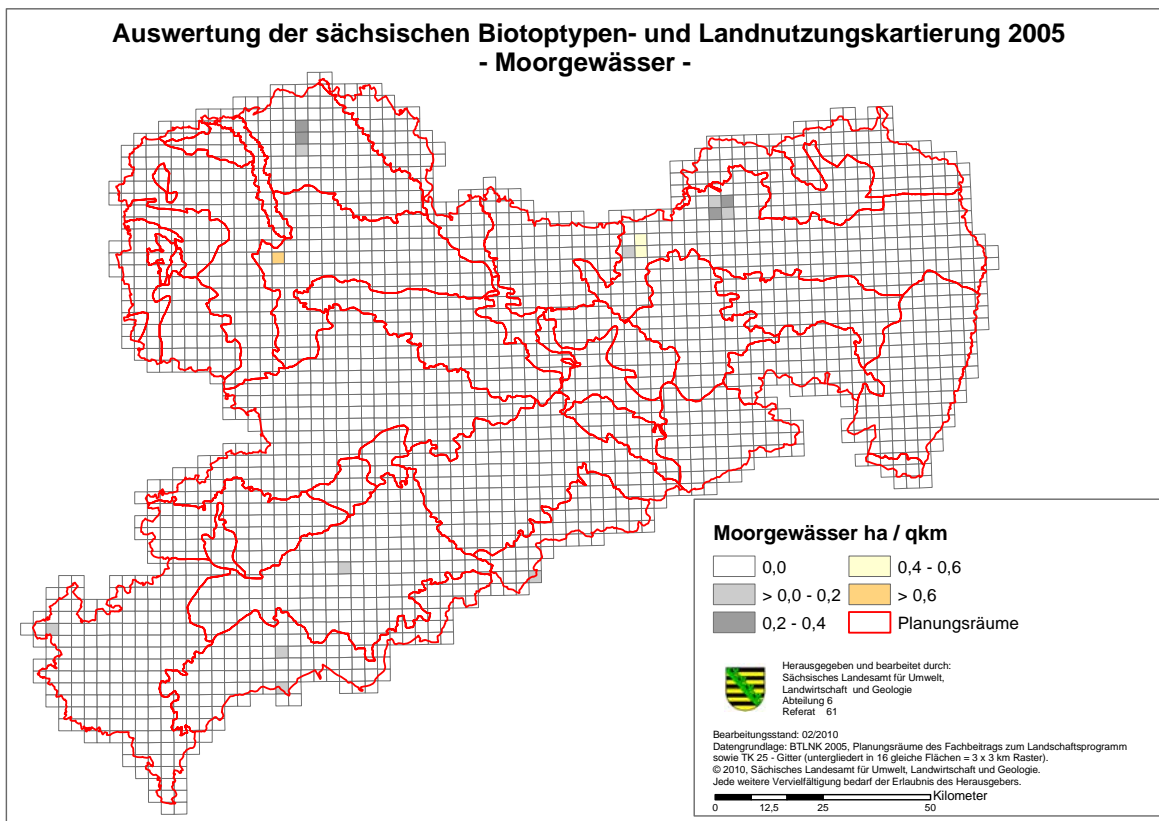 Auswertung der sächsischen Biotoptypen- und Landnutzungskartierung 2005
- Moorgewässer -
Moorgewässer ha / qkm
0,0
> 0,0 - 0,2
0,2 - 0,4
0,4 - 0,6
> 0,6
Planungsräume
Herausgegeben und bearbeitet durch:
Sächsisches Landesamt für Umwelt,
Landwirtschaft und Geologie
Abteilung 6
Referat 61
Bearbeitungsstand: 02/2010
Datengrundlage: BTLNK 2005, Planungsräume des Fachbeitrags zum Landschaftsprogramm
sowie TK 25 - Gitter (untergliedert in 16 gleiche Flächen = 3 x 3 km Raster).
© 2010, Sächsisches Landesamt für Umwelt, Landwirtschaft und Geologie.
Jede weitere Vervielfältigung bedarf der Erlaubnis des Herausgebers.
Kilometer
0 12,5 25 50